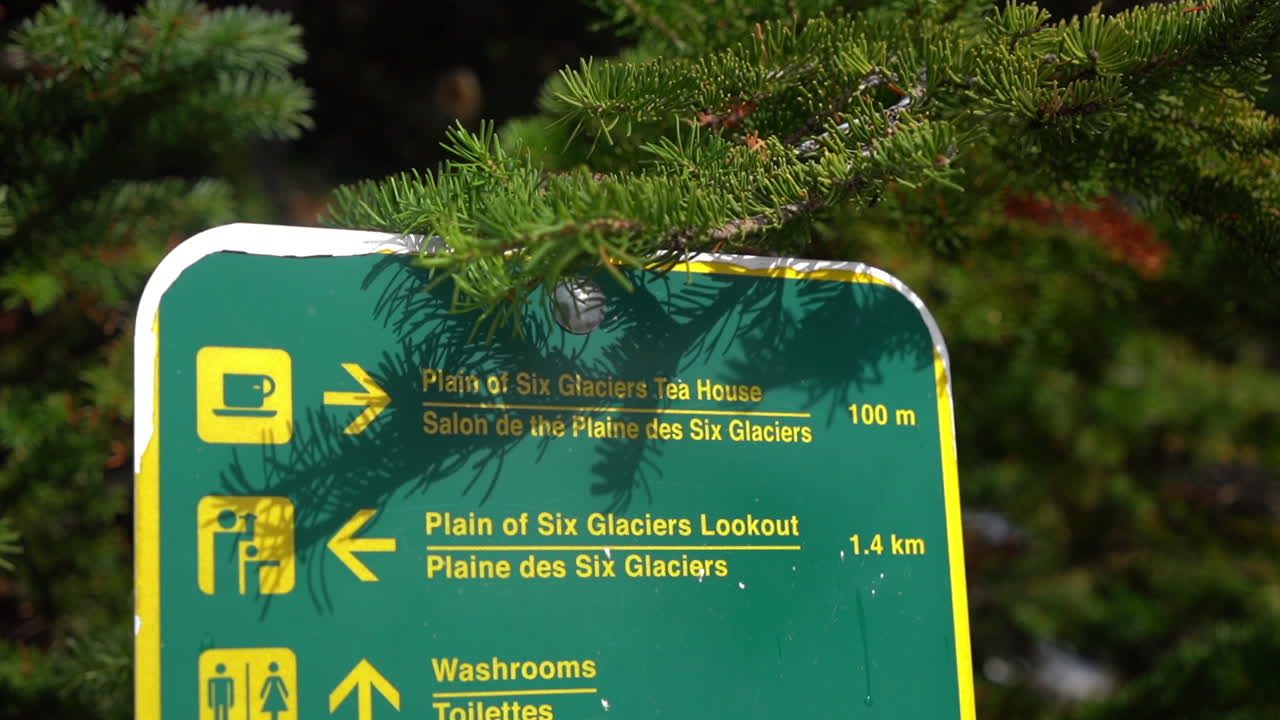 Plain of Six Glaciers Tea House
Salon de thé Plaine des Six Glaciers
100 m
Plain of Six Glaciers Lookout
Plaine des Six Glaciers
1.4 km
Washrooms
Toilettes